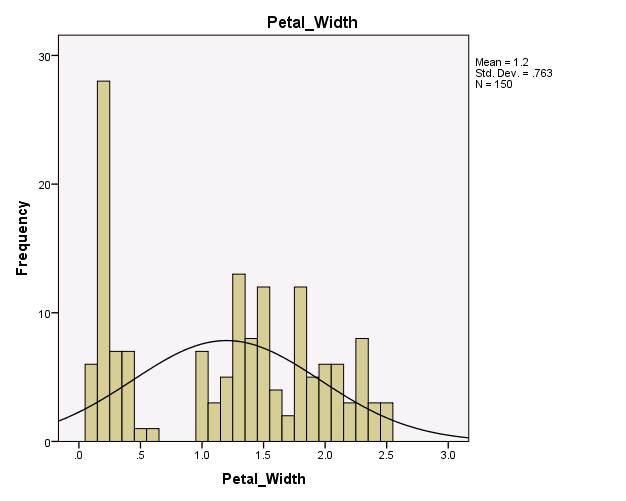 Petal_Width
Mean = 1.2
Std. Dev. = .763
N = 150
30
20
10
0
Frequency
.0 .5 1.0 1.5 2.0 2.5 3.0
Petal_Width